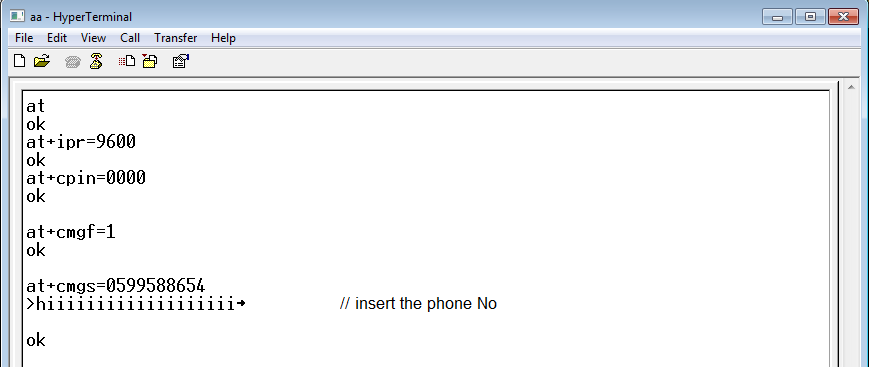 aa - HyperTerminal
File Edit View Call Transfer Help
at
ok
at+ipr=9600
ok
at+cpin=0000
ok
at+cmgf=1
ok
at+cmgs=0599588654
>hiiiiiiiiiiiiiiiiiii→ // insert the phone No
ok